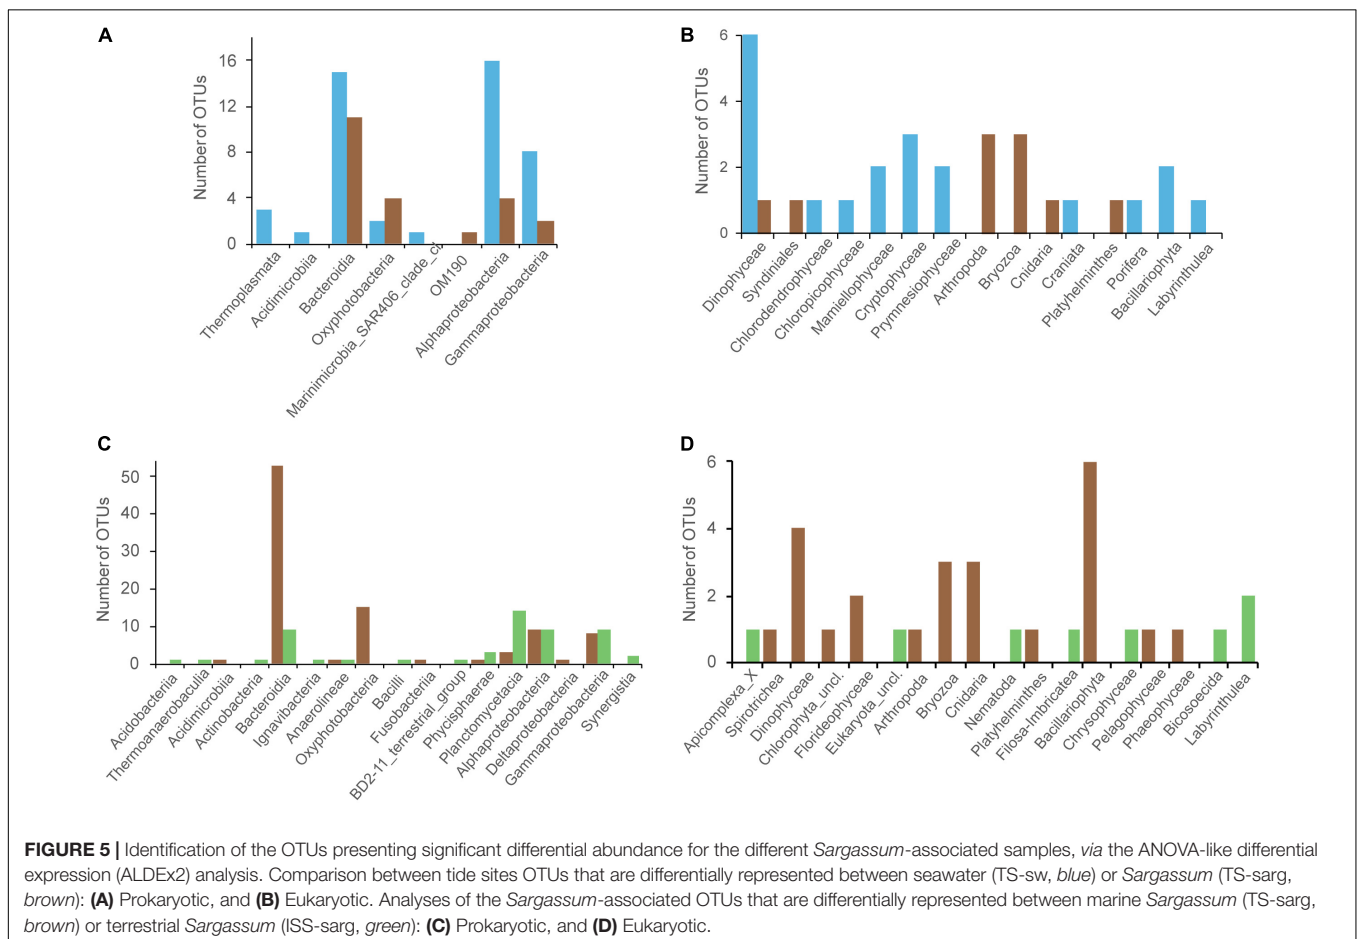 A
Number of OTUs
16
12
8
4
0
Thermoplasmata
Acidimicrobiia
Bacteroidia
Oxyphotobacteria
Marinimicrobia_SAR406_clade_cl
OM190
Alphaproteobacteria
Gammaproteobacteria
B
Number of OTUs
6
4
2
0
Dinophyceae
Syndiniales
Chlorodendrophyceae
Chloropicophyceae
Mamiellophyceae
Cryptophyceae
Prymnesiophyceae
Arthropoda
Bryozoa
Cnidaria
Craniata
Platyhelminthes
Porifera
Bacillariophyta
Labyrinthulea
C
Number of OTUs
50
40
30
20
10
0
Acidobacteriia
Thermoanaerobaculia
Acidimicrobiia
Actinobacteria
Bacteroidia
Ignavibacteria
Anaerolineae
Oxyphotobacteria
Bacilli
Fusobacteriia
BD2-11_terrestrial_group
Phycisphaerae
Planctomycetacia
Alphaproteobacteria
Deltaproteobacteria
Gammaproteobacteria
Synergistia
D
Number of OTUs
6
4
2
0
Apicomplexa_X
Spirotrichea
Dinophyceae
Chlorophyta_uncl.
Florideophyceae
Eukaryota_uncl.
Arthropoda
Bryozoa
Cnidaria
Nematoda
Platyhelminthes
Filosa-Imbricatea
Bacillariophyta
Chrysophyceae
Pelagophyceae
Phaeophyceae
Bicosoecida
Labyrinthulea
FIGURE 5 | Identification of the OTUs presenting significant differential abundance for the different Sargassum-associated samples, via the ANOVA-like differential
expression (ALDEx2) analysis. Comparison between tide sites OTUs that are differentially represented between seawater (TS-sw, blue) or Sargassum (TS-sarg,
brown): (A) Prokaryotic, and (B) Eukaryotic. Analyses of the Sargassum-associated OTUs that are differentially represented between marine Sargassum (TS-sarg,
brown) or terrestrial Sargassum (ISS-sarg, green): (C) Prokaryotic, and (D) Eukaryotic.